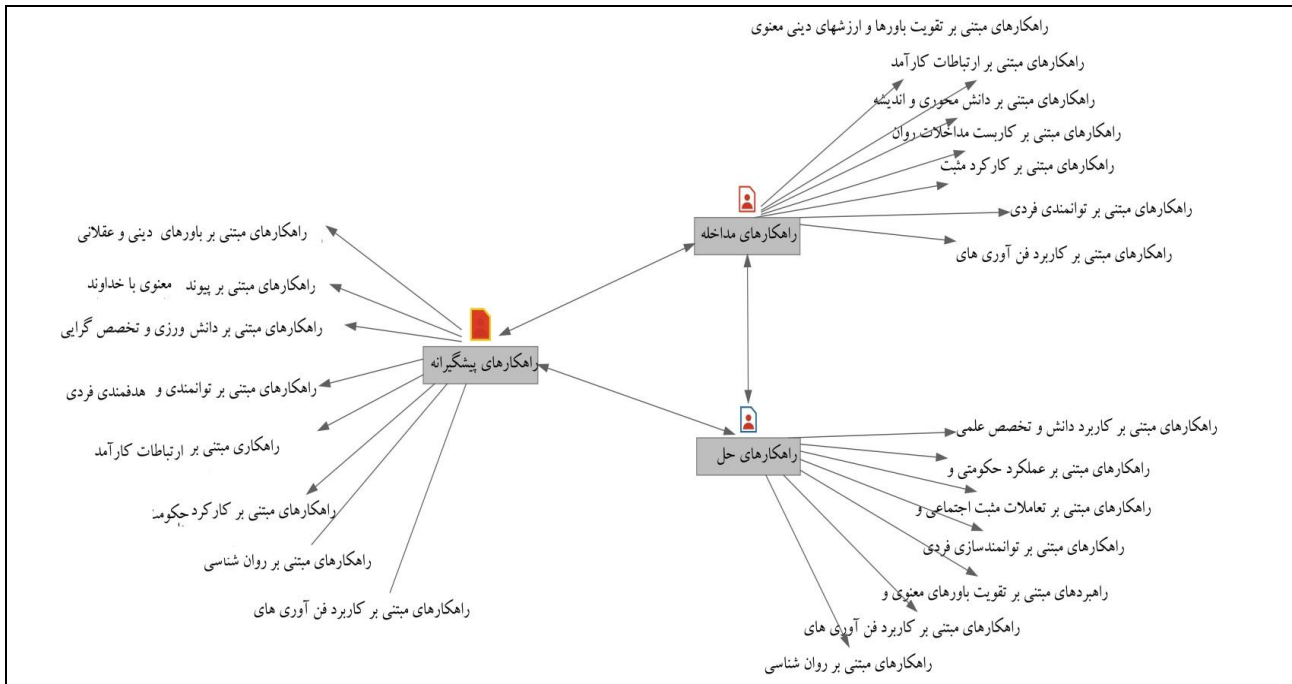 راهکارهای مبتنی بر تقویت باورها و ارزشهای دینی معنوی
راهکارهای مبتنی بر ارتباطات کارآمد
راهکارهای مبتنی بر دانش محوری و اندیشه
راهکارهای مبتنی بر کاربست مداخلات روان
راهکارهای مبتنی بر کارکرد مثبت
راهکارهای مبتنی بر توانمندی فردی
راهکارهای مبتنی بر کاربرد فن آوری های
راهکارهای مداخله
راهکارهای مبتنی بر باورهای دینی و عقلانی
راهکارهای مبتنی بر پیوند معنوی با خداوند
راهکارهای مبتنی بر دانش ورزی و تخصص گرایی
راهکارهای پیشگیرانه
راهکارهای مبتنی بر توانمندی و هدفمندی فردی
راهکاری مبتنی بر ارتباطات کارآمد
راهکارهای مبتنی بر کارکرد
راهکارهای مبتنی بر روان شناسی
راهکارهای مبتنی بر کاربرد فن آوری های
راهکارهای حل
راهکارهای مبتنی بر کاربرد دانش و تخصص علمی
راهکارهای مبتنی بر عملکرد حکومتی و
راهکارهای مبتنی بر تعاملات مثبت اجتماعی و
راهکارهای مبتنی بر توانمندسازی فردی
راهبردهای مبتنی بر تقویت باورهای معنوی و
راهکارهای مبتنی بر کاربرد فن آوری های
راهکارهای مبتنی بر روان شناسی